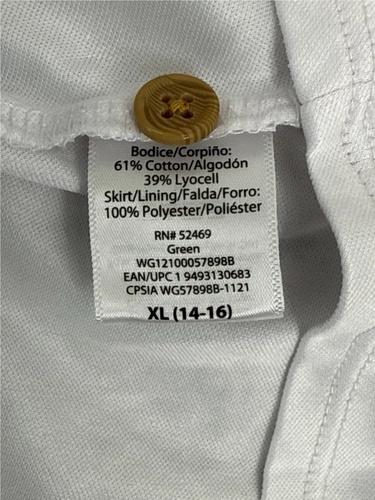 Bodice/Corpiño:
61% Cotton/Algodón
39% Lyocell
Skirt/Lining/Falda/Forro:
100% Polyester/Poliéster
RN# 52469
Green
WG12100057898B
EAN/UPC 1 9493130683
CPSIA WG57898B-1121
XL (14-16)